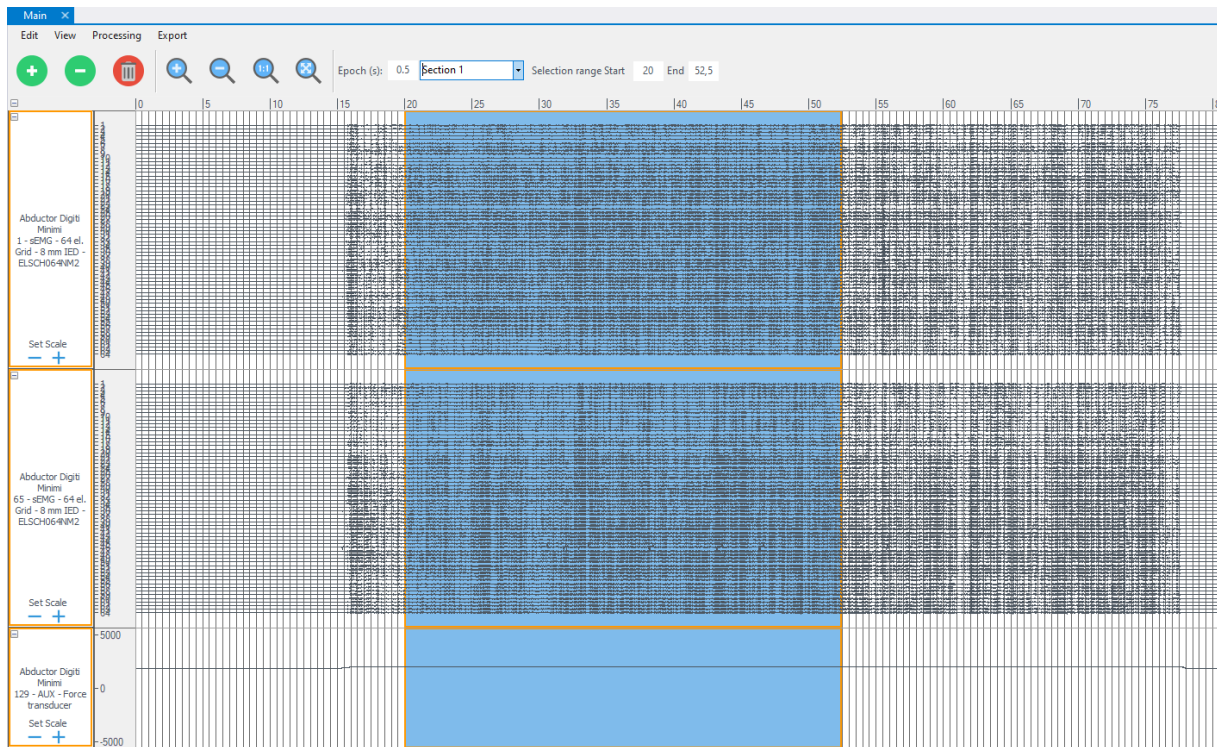 Main ×
Edit View Processing Export
Epoch (s): 0.5 Section 1 Selection range Start 20 End 52,5
0 5 10 15 20 25 30 35 40 45 50 55 60 65 70 75
Abductor Digiti
Minimi
1 - sEMG - 64 el.
Grid - 8 mm IED -
ELSCH064NM2
Set Scale
Abductor Digiti
Minimi
65 - sEMG - 64 el.
Grid - 8 mm IED -
ELSCH064NM2
Set Scale
5000
Abductor Digiti
Minimi
129 - AUX - Force
transducer
0
Set Scale
-5000